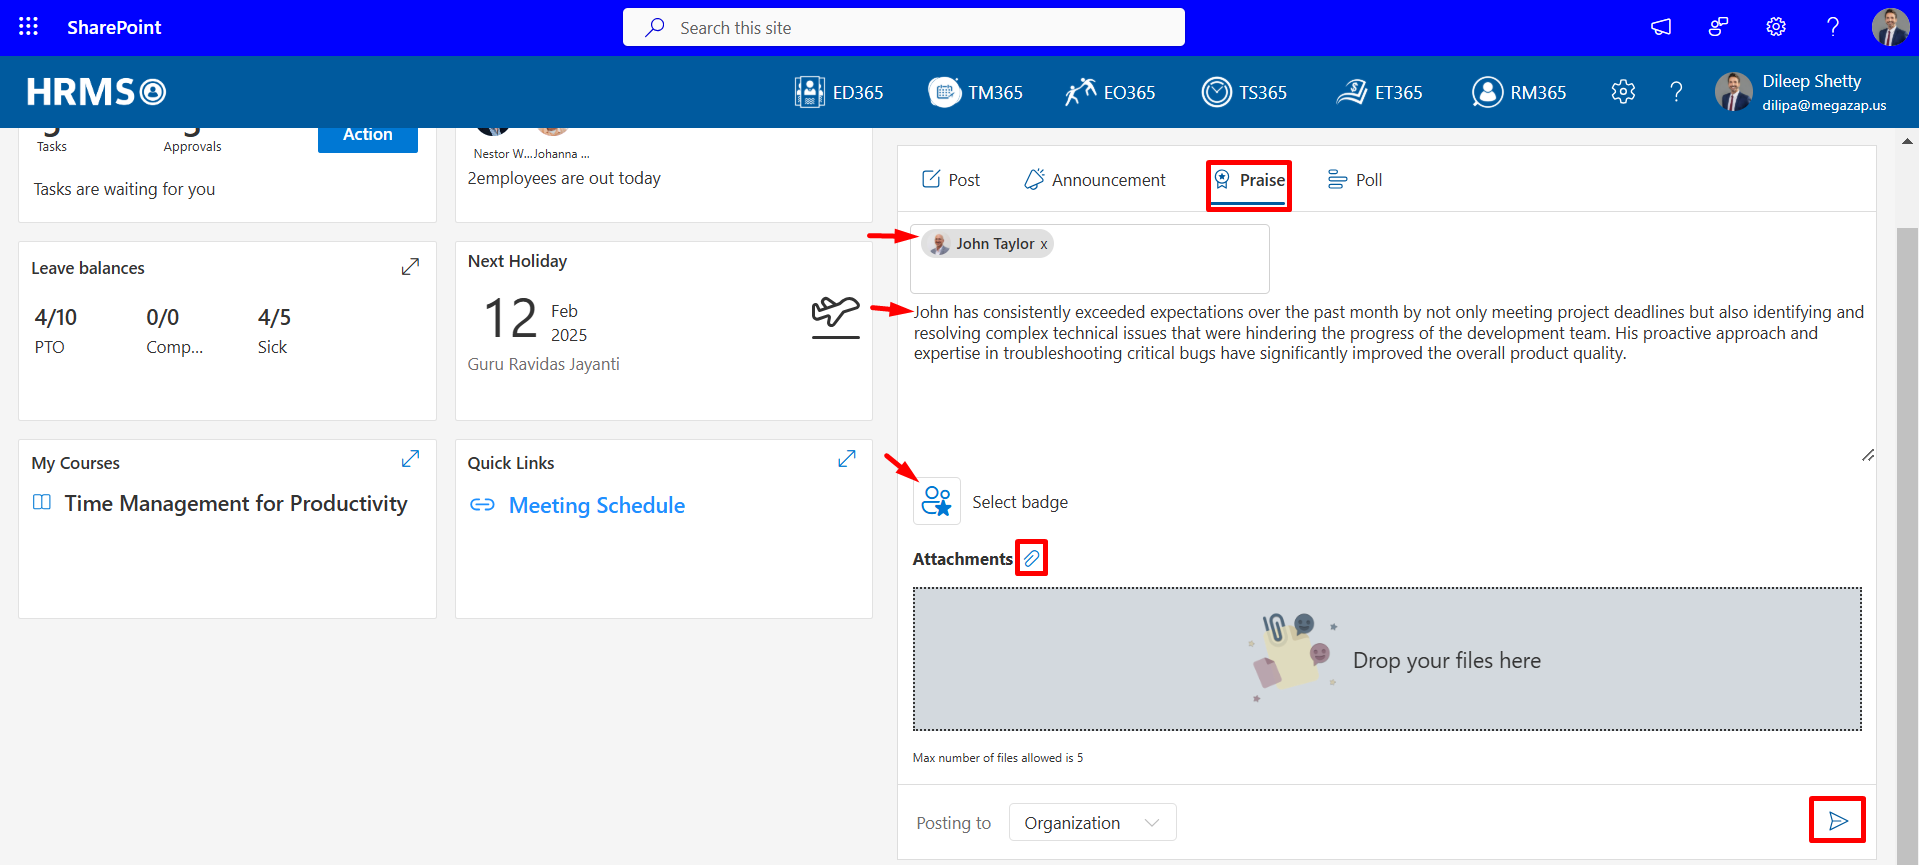 SharePoint
Search this site
HRMS
ED365
TM365
EO365
TS365
ET365
RM365
Dileep Shetty
dilipa@megazap.us
Tasks
Approvals
Action
Tasks are waiting for you
Nestor W...Johanna ...
2employees are out today
Leave balances
4/10
0/0
4/5
PTO
Comp...
Sick
Next Holiday
12
Feb
2025
Guru Ravidas Jayanti
My Courses
Time Management for Productivity
Quick Links
Meeting Schedule
Post
Announcement
Praise
Poll
John Taylor x
John has consistently exceeded expectations over the past month by not only meeting project deadlines but also identifying and
resolving complex technical issues that were hindering the progress of the development team. His proactive approach and
expertise in troubleshooting critical bugs have significantly improved the overall product quality.
Select badge
Attachments
Drop your files here
Max number of files allowed is 5
Posting to
Organization